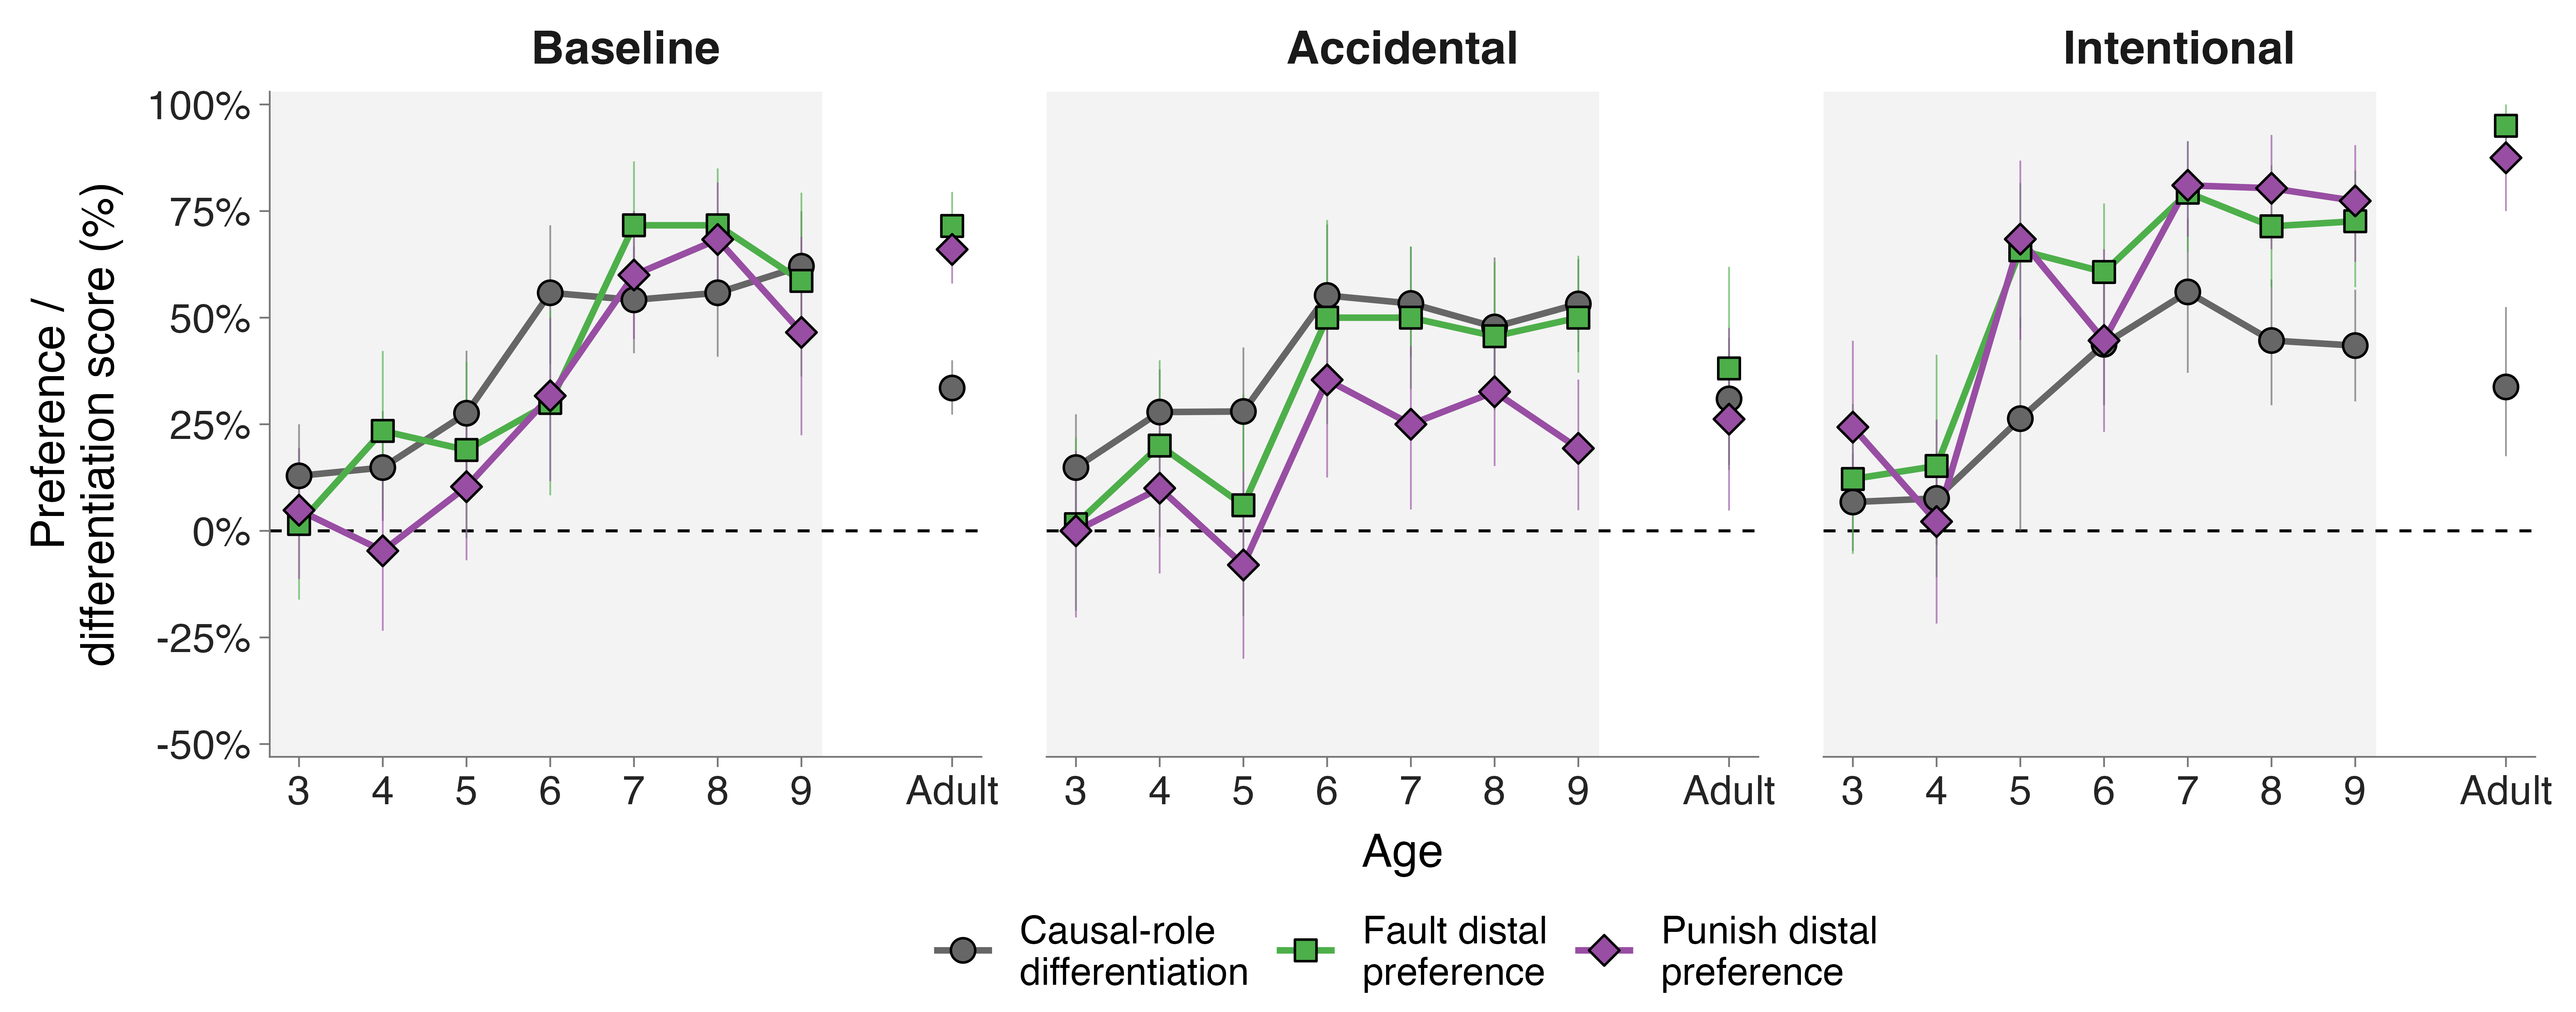 Baseline
Accidental
Intentional
Preference /
differentiation score (%)
100%
75%
50%
25%
0%
-25%
-50%
3 4 5 6 7 8 9 Adult
3 4 5 6 7 8 9 Adult
3 4 5 6 7 8 9 Adult
Age
Causal-role
differentiation
Fault distal
preference
Punish distal
preference